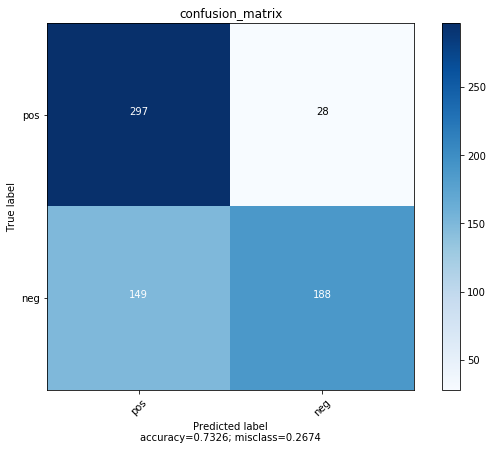 confusion_matrix
pos 297 28
neg 149 188
True label
pos neg
Predicted label
accuracy=0.7326; misclass=0.2674
250
200
150
100
50